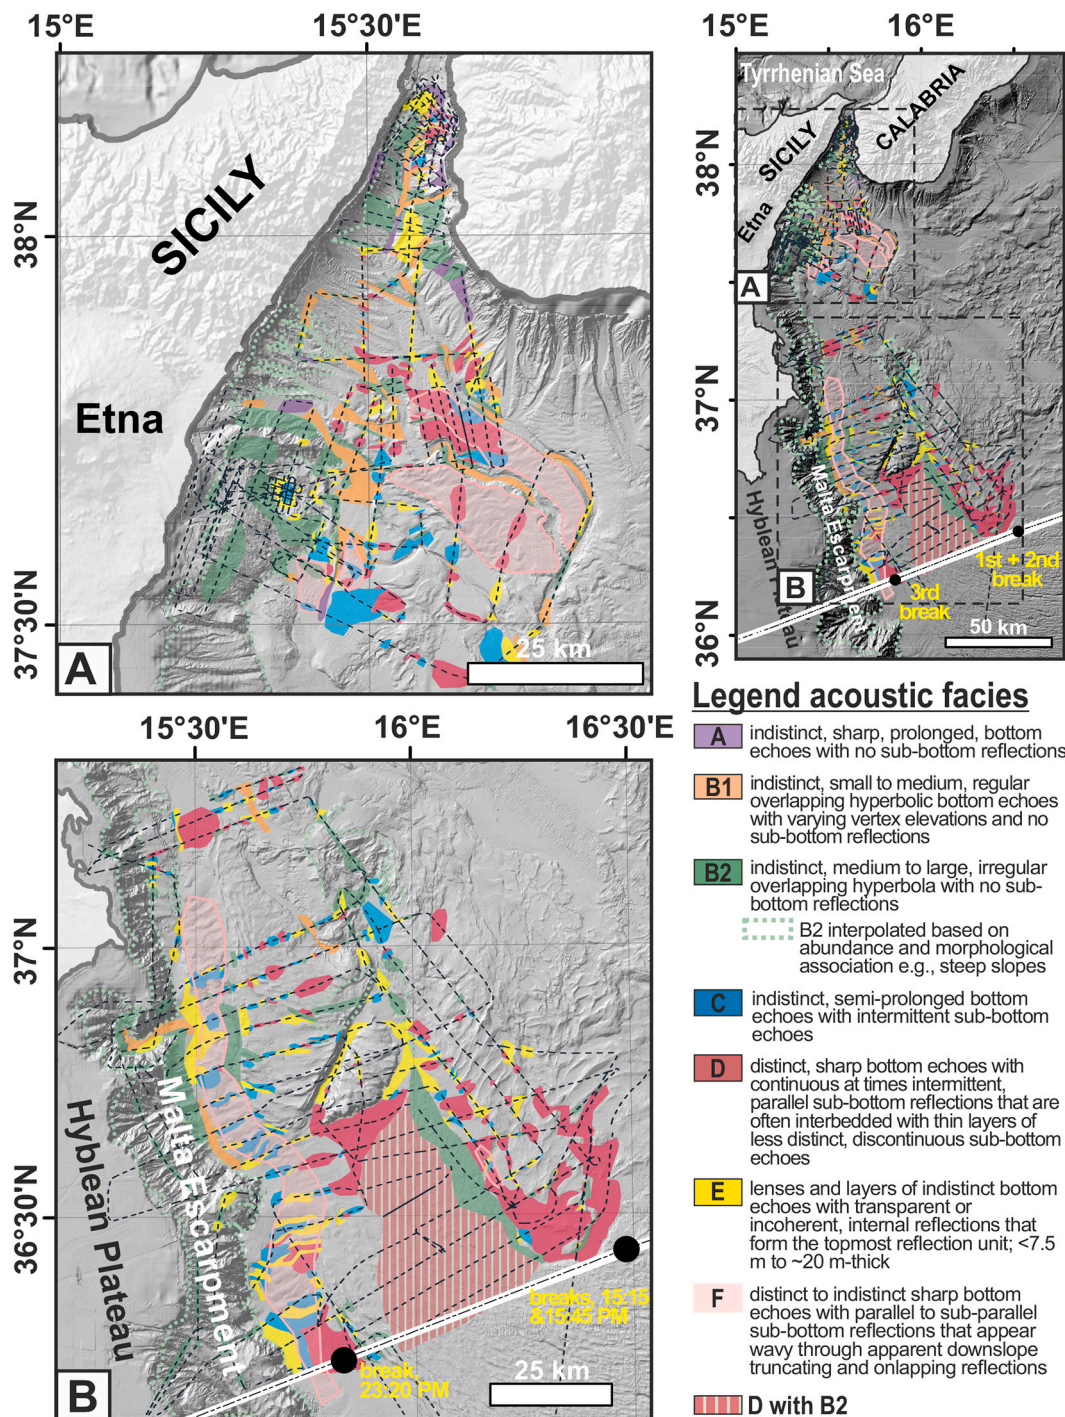 15°E
15°30'E
38°N
37°30'N
SICILY
Etna
25 km
A
15°E
16°E
Tyrrhenian Sea
CALABRIA
SICILY
Etna
38°N
37°N
36°N
A
B
Malta Escarpment
Hyblean Plateau
1st + 2nd
break
3rd
break
50 km
15°30'E
16°E
16°30'E
37°N
36°30'N
Malta Escarpment
Hyblean Plateau
breaks, 15:15
&15:45 PM
break,
23:20 PM
25 km
B
Legend acoustic facies
A indistinct, sharp, prolonged, bottom
echoes with no sub-bottom reflections
B1 indistinct, small to medium, regular
overlapping hyperbolic bottom echoes
with varying vertex elevations and no
sub-bottom reflections
B2 indistinct, medium to large, irregular
overlapping hyperbola with no sub-
bottom reflections
B2 interpolated based on
abundance and morphological
association e.g., steep slopes
C indistinct, semi-prolonged bottom
echoes with intermittent sub-bottom
echoes
D distinct, sharp bottom echoes with
continuous at times intermittent,
parallel sub-bottom reflections that are
often interbedded with thin layers of
less distinct, discontinuous sub-bottom
echoes
E lenses and layers of indistinct bottom
echoes with transparent or
incoherent, internal reflections that
form the topmost reflection unit; <7.5
m to ~20 m-thick
F distinct to indistinct sharp bottom
echoes with parallel to sub-parallel
sub-bottom reflections that appear
wavy through apparent downslope
truncating and onlapping reflections
D with B2